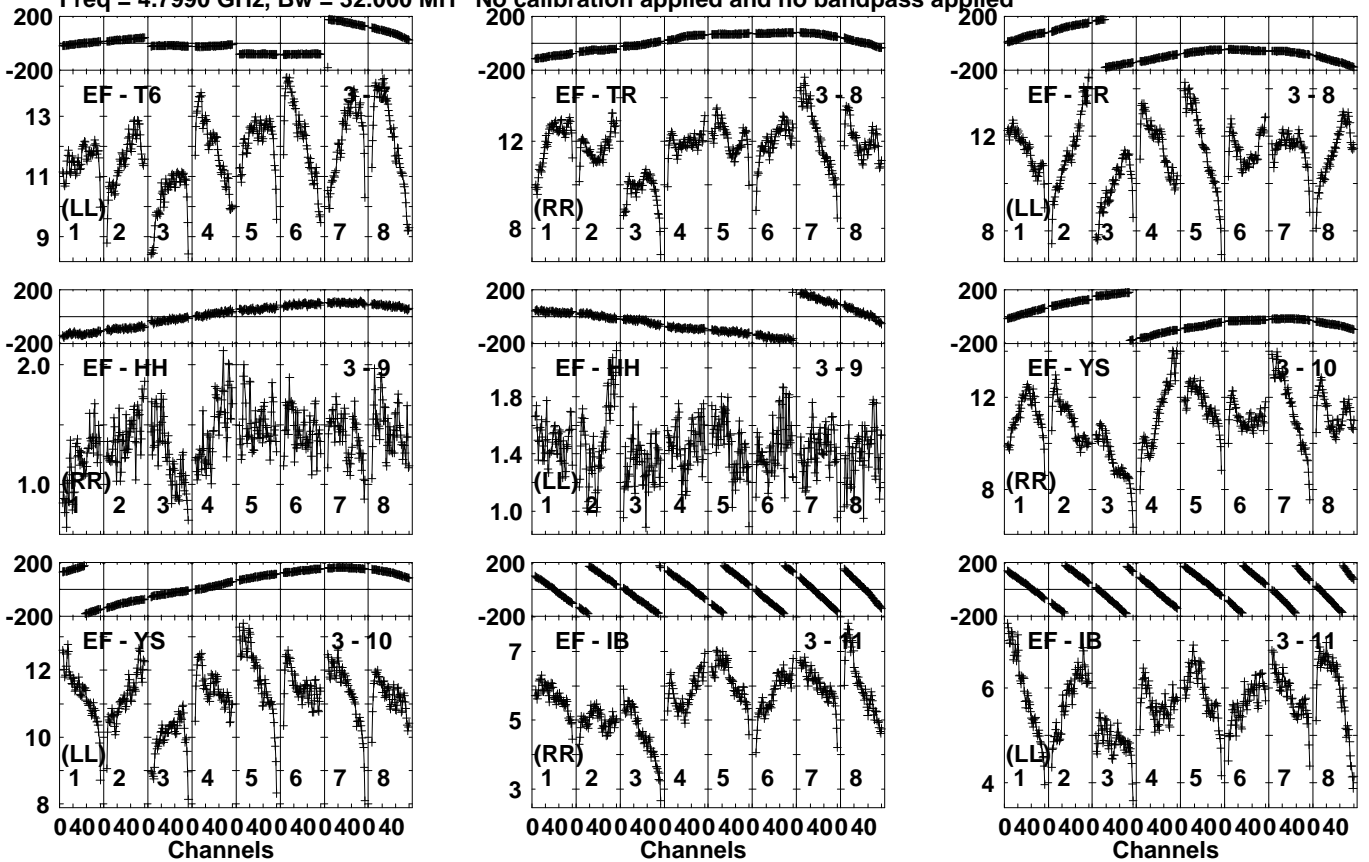 Freq = 4.7990 GHz, Bw = 32.000 MH No calibration applied and no bandpass applied
200 200 200
-200 -200 -200
EF - T6 EF - TR 3 - 8 EF - TR 3 - 8
13 12 12
11
(LL) (RR) (LL)
9 8 8
1 2 3 4 5 6 7 8 1 2 3 4 5 6 7 8 1 2 3 4 5 6 7 8
200 200 200
-200 -200 -200
2.0 EF - HH 3 - 9 EF - HH 3 - 9 EF - YS 3 - 10
1.8 12
1.4
1.0 (RR) (LL) (RR)
1.0 8
1 2 3 4 5 6 7 8 1 2 3 4 5 6 7 8 1 2 3 4 5 6 7 8
200 200 200
-200 -200 -200
EF - YS 3 - 10 EF - IB 3 - 11 EF - IB 3 - 11
12 7 6
10 5
(LL) (RR) (LL)
8 3 4
1 2 3 4 5 6 7 8 1 2 3 4 5 6 7 8 1 2 3 4 5 6 7 8
0 40 0 40 0 40 0 40 0 40 0 40 0 40 0 40 0 40 0 40 0 40 0 40 0 40 0 40 0 40 0 40 0 40 0 40 0 40 0 40 0 40 0 40 0 40 0 40
Channels Channels Channels